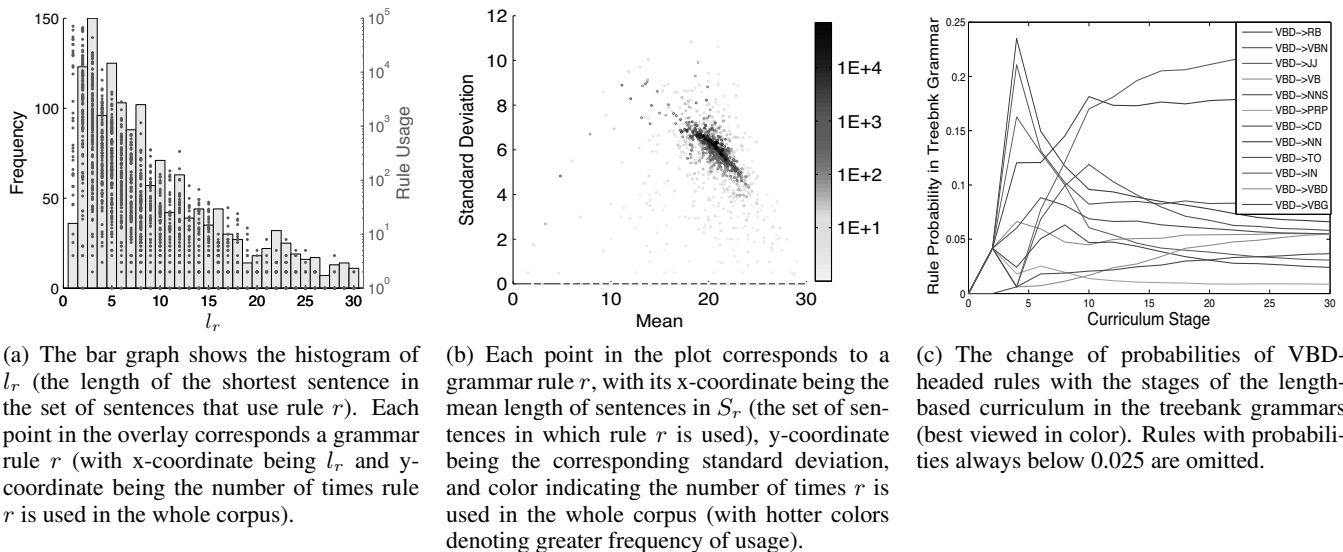 150
100
50
0
Frequency
0 5 10 15 20 25 30
l_r
10^5
10^4
10^3
10^2
10^1
10^0
Rule Usage
12
10
8
6
4
2
0
Standard Deviation
0 10 20 30
Mean
1E+4
1E+3
1E+2
1E+1
0.25
0.2
0.15
0.1
0.05
0
Rule Probability in Treebnk Grammar
0 5 10 15 20 25 30
Curriculum Stage
VBD->RB
VBD->VBN
VBD->JJ
VBD->VB
VBD->NNS
VBD->PRP
VBD->CD
VBD->NN
VBD->TO
VBD->IN
VBD->VBD
VBD->VBG
(a) The bar graph shows the histogram of
l_r (the length of the shortest sentence in
the set of sentences that use rule r). Each
point in the overlay corresponds a grammar
rule r (with x-coordinate being l_r and y-
coordinate being the number of times rule
r is used in the whole corpus).
(b) Each point in the plot corresponds to a
grammar rule r, with its x-coordinate being the
mean length of sentences in S_r (the set of sen-
tences in which rule r is used), y-coordinate
being the corresponding standard deviation,
and color indicating the number of times r is
used in the whole corpus (with hotter colors
denoting greater frequency of usage).
(c) The change of probabilities of VBD-
headed rules with the stages of the length-
based curriculum in the treebank grammars
(best viewed in color). Rules with probabili-
ties always below 0.025 are omitted.